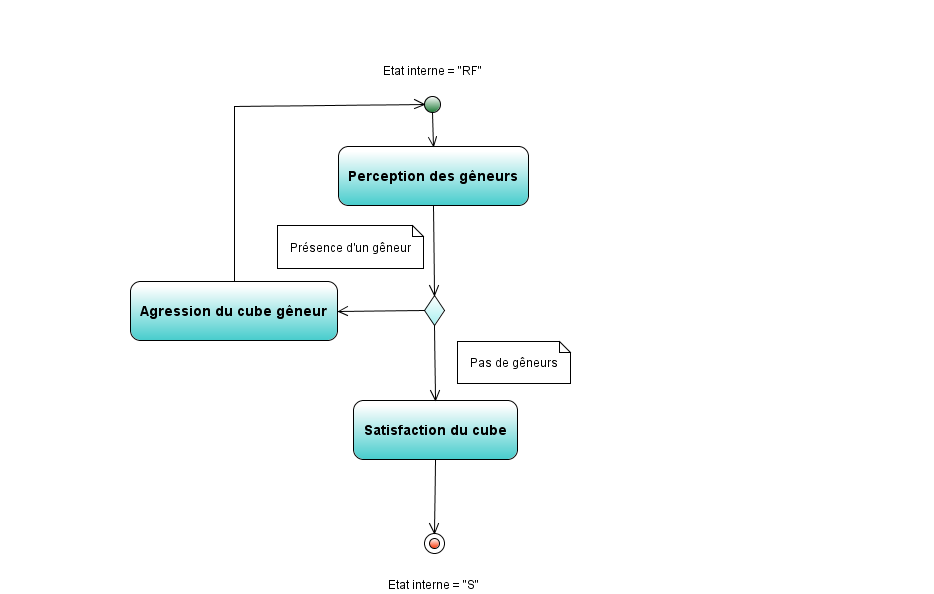 Etat interne = "RF"
Perception des gêneurs
Présence d'un gêneur
Agression du cube gêneur
Pas de gêneurs
Satisfaction du cube
Etat interne = "S"